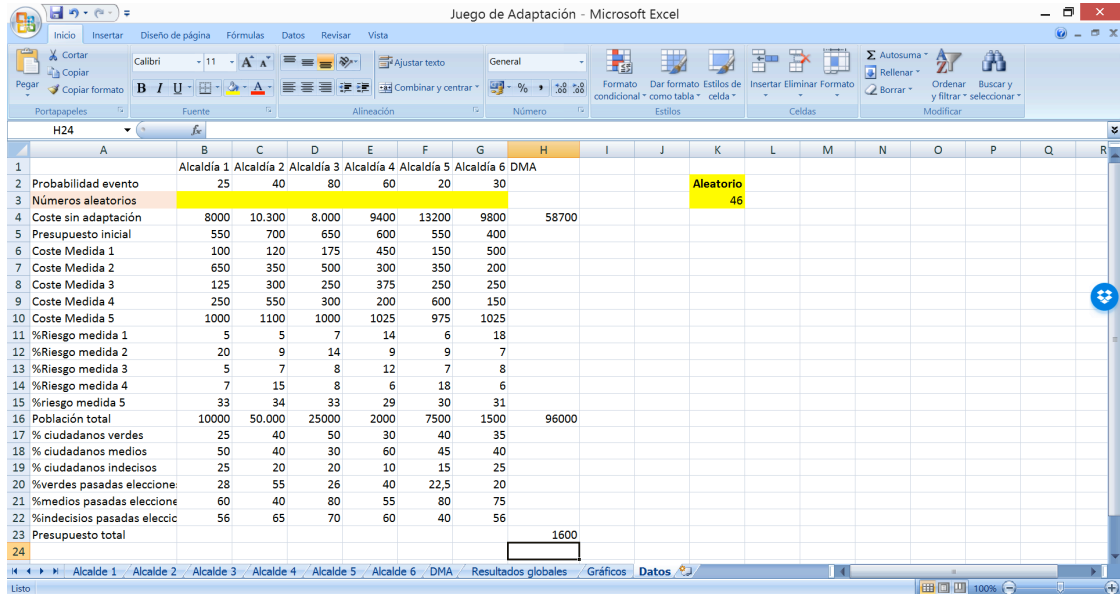 Juego de Adaptación - Microsoft Excel
Inicio Insertar Diseño de página Fórmulas Datos Revisar Vista
Pegar
Cortar
Copiar
Copiar formato
Portapapeles
Calibri 11
N K S
Fuente
Ajustar texto
Combinar y centrar
Alineación
General
% 
Número
Formato condicional
Dar formato como tabla
Estilos de celda
Estilos
Insertar Eliminar Formato
Celdas
Σ Autosuma
Rellenar
Borrar
Ordenar y filtrar
Buscar y seleccionar
Modificar
H24 fx
A B C D E F G H I J K L M N O P Q R
1 Alcaldía 1 Alcaldía 2 Alcaldía 3 Alcaldía 4 Alcaldía 5 Alcaldía 6 DMA
2 Probabilidad evento 25 40 80 60 20 30 Aleatorio
3 Números aleatorios 46
4 Coste sin adaptación 8000 10.300 8.000 9400 13200 9800 58700
5 Presupuesto inicial 550 700 650 600 550 400
6 Coste Medida 1 100 120 175 450 150 500
7 Coste Medida 2 650 350 500 300 350 200
8 Coste Medida 3 125 300 250 375 250 250
9 Coste Medida 4 250 550 300 200 600 150
10 Coste Medida 5 1000 1100 1000 1025 975 1025
11 %Riesgo medida 1 5 5 7 14 6 18
12 %Riesgo medida 2 20 9 14 9 9 7
13 %Riesgo medida 3 5 7 8 12 7 8
14 %Riesgo medida 4 7 15 8 6 18 6
15 %riesgo medida 5 33 34 33 29 30 31
16 Población total 10000 50.000 25000 2000 7500 1500 96000
17 % ciudadanos verdes 25 40 50 30 40 35
18 % ciudadanos medios 50 40 30 60 45 40
19 % ciudadanos indecisos 25 20 20 10 15 25
20 %verdes pasadas eleccione 28 55 26 40 22,5 20
21 %medios pasadas eleccione 60 40 80 55 80 75
22 %indecisios pasadas eleccic 56 65 70 60 40 56
23 Presupuesto total 1600
24
Alcalde 1 Alcalde 2 Alcalde 3 Alcalde 4 Alcalde 5 Alcalde 6 DMA Resultados globales Gráficos Datos
Listo 100%